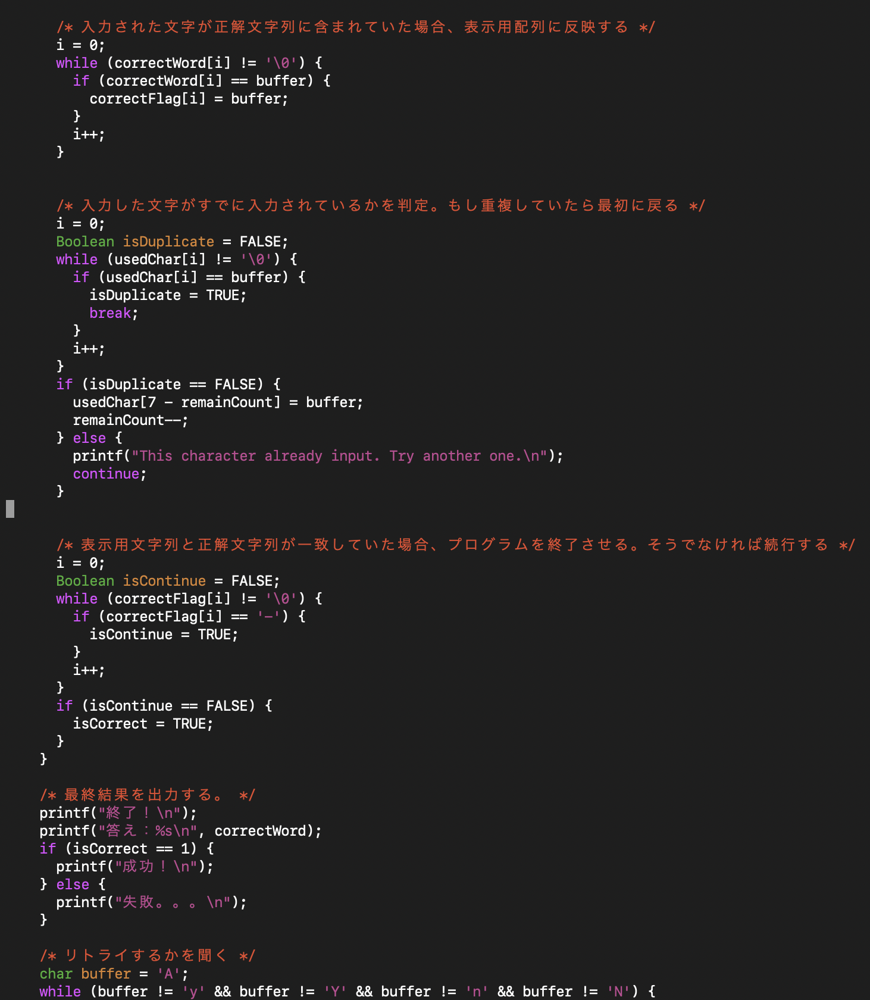 /* 入力された文字が正解文字列に含まれていた場合、表示用配列に反映する */
i = 0;
while (correctWord[i] != '\0') {
if (correctWord[i] == buffer) {
correctFlag[i] = buffer;
}
i++;
}
/* 入力した文字がすでに入力されているかを判定。もし重複していたら最初に戻る */
i = 0;
Boolean isDuplicate = FALSE;
while (usedChar[i] != '\0') {
if (usedChar[i] == buffer) {
isDuplicate = TRUE;
break;
}
i++;
}
if (isDuplicate == FALSE) {
usedChar[7 - remainCount] = buffer;
remainCount--;
} else {
printf("This character already input. Try another one.\n");
continue;
}
/* 表示用文字列と正解文字列が一致していた場合、プログラムを終了させる。そうでなければ続行する */
i = 0;
Boolean isContinue = FALSE;
while (correctFlag[i] != '\0') {
if (correctFlag[i] == '-') {
isContinue = TRUE;
}
i++;
}
if (isContinue == FALSE) {
isCorrect = TRUE;
}
}
/* 最終結果を出力する。 */
printf("終了！\n");
printf("答え：%s\n", correctWord);
if (isCorrect == 1) {
printf("成功！\n");
} else {
printf("失敗。。。\n");
}
/* リトライするかを聞く */
char buffer = 'A';
while (buffer != 'y' && buffer != 'Y' && buffer != 'n' && buffer != 'N') {